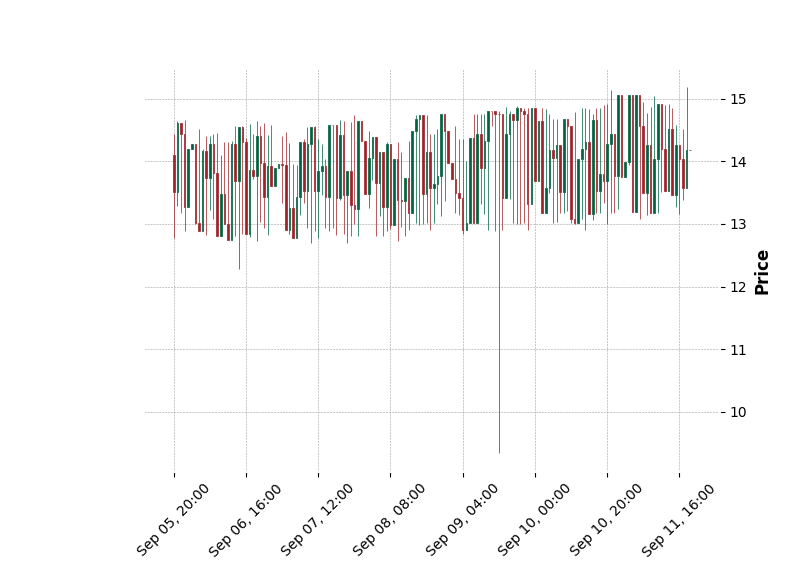 15
14
13
12
11
10
Price
Sep 05, 20:00
Sep 06, 16:00
Sep 07, 12:00
Sep 08, 08:00
Sep 09, 04:00
Sep 10, 00:00
Sep 10, 20:00
Sep 11, 16:00